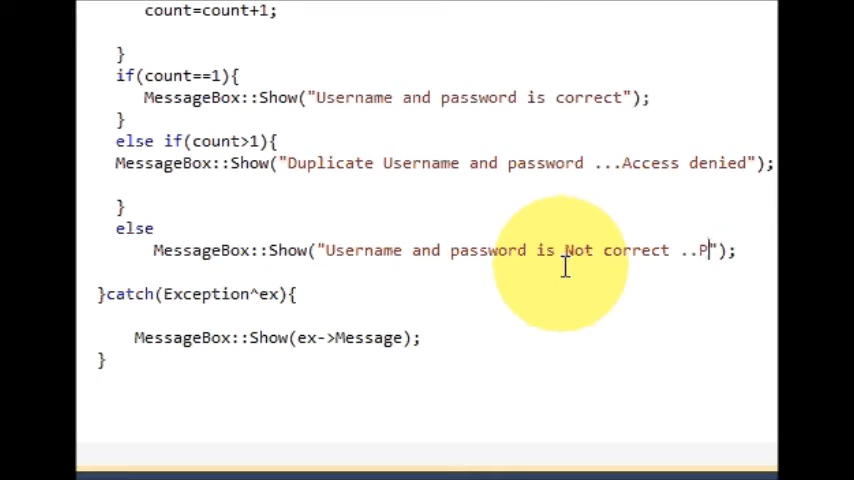 count=count+1;
}
if(count==1){
MessageBox::Show("Username and password is correct");
}
else if(count>1){
MessageBox::Show("Duplicate Username and password ...Access denied");
}
else
MessageBox::Show("Username and password is Not correct ..P");
}catch(Exception^ex){
MessageBox::Show(ex->Message);
}